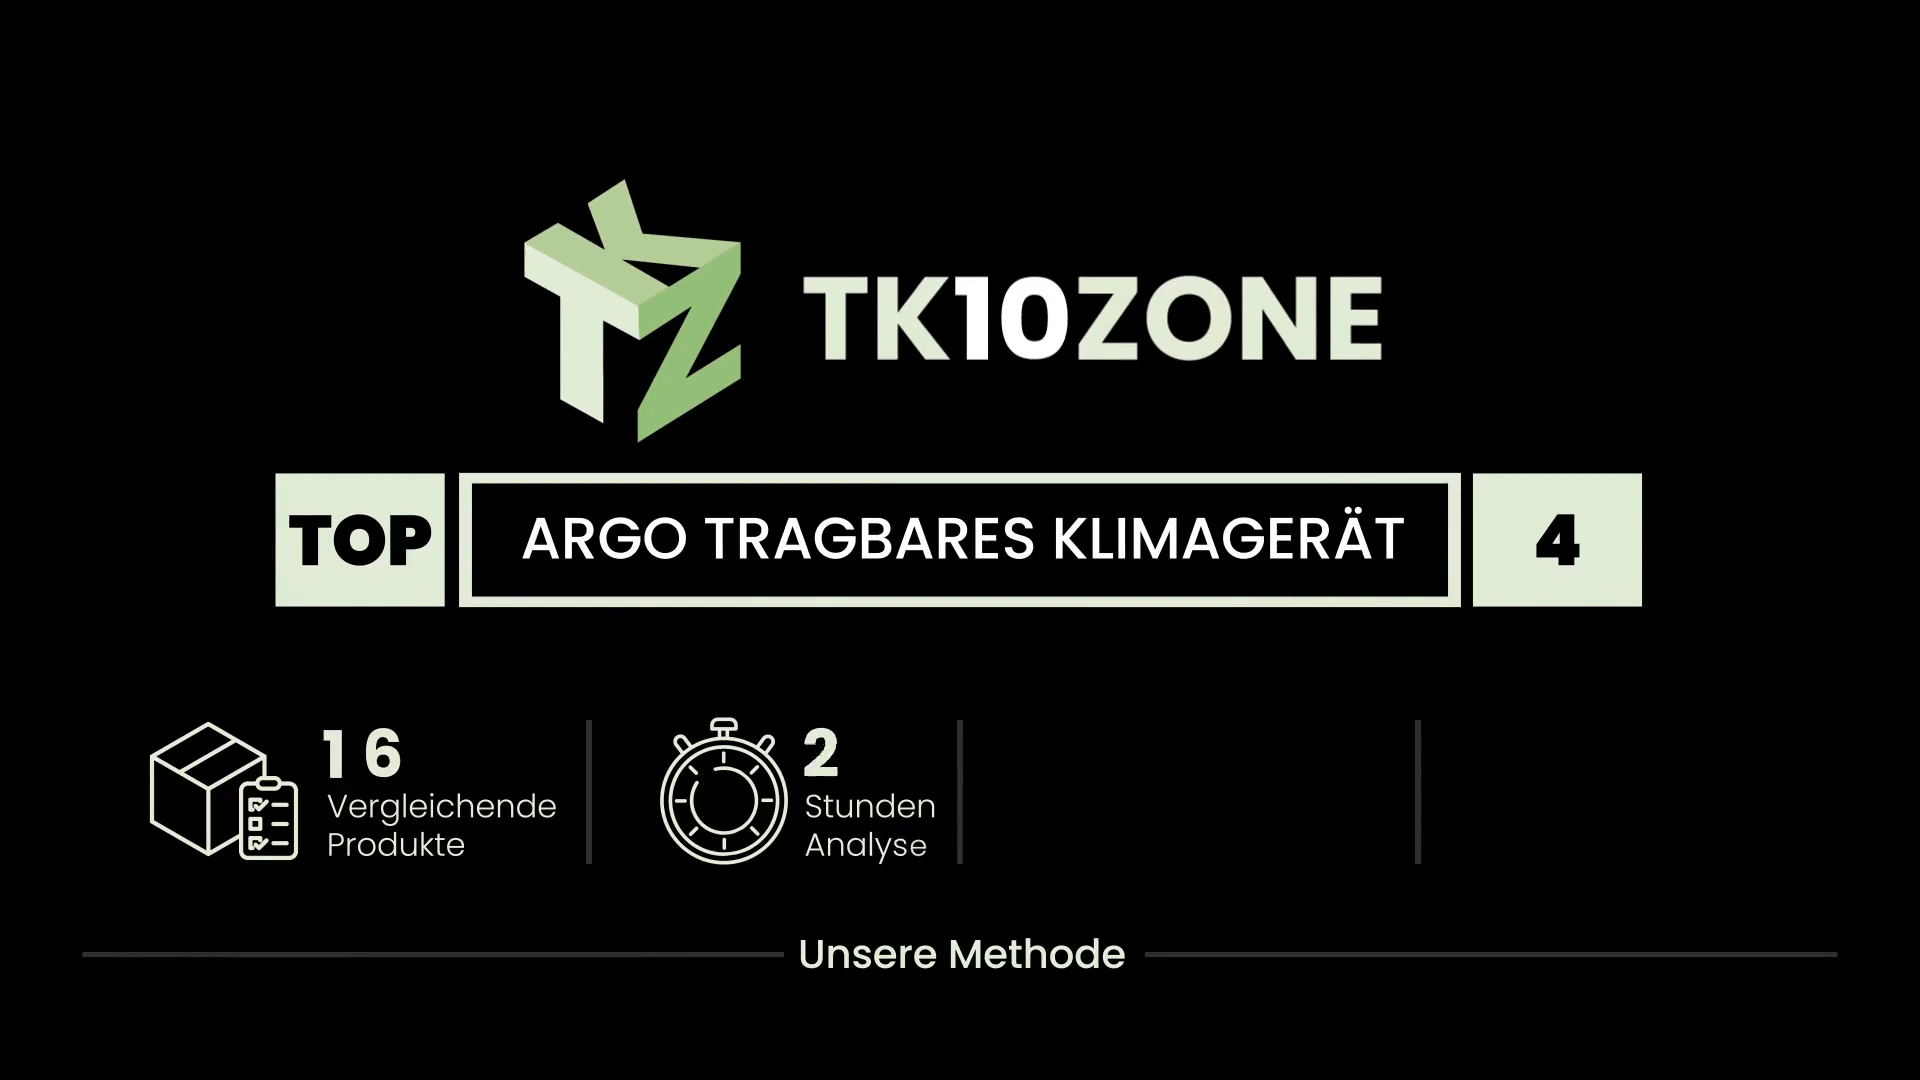 TK10ZONE
TOP ARGO TRAGBARES KLIMAGERÄT 4
16
Vergleichende
Produkte
2
Stunden
Analyse
Unsere Methode